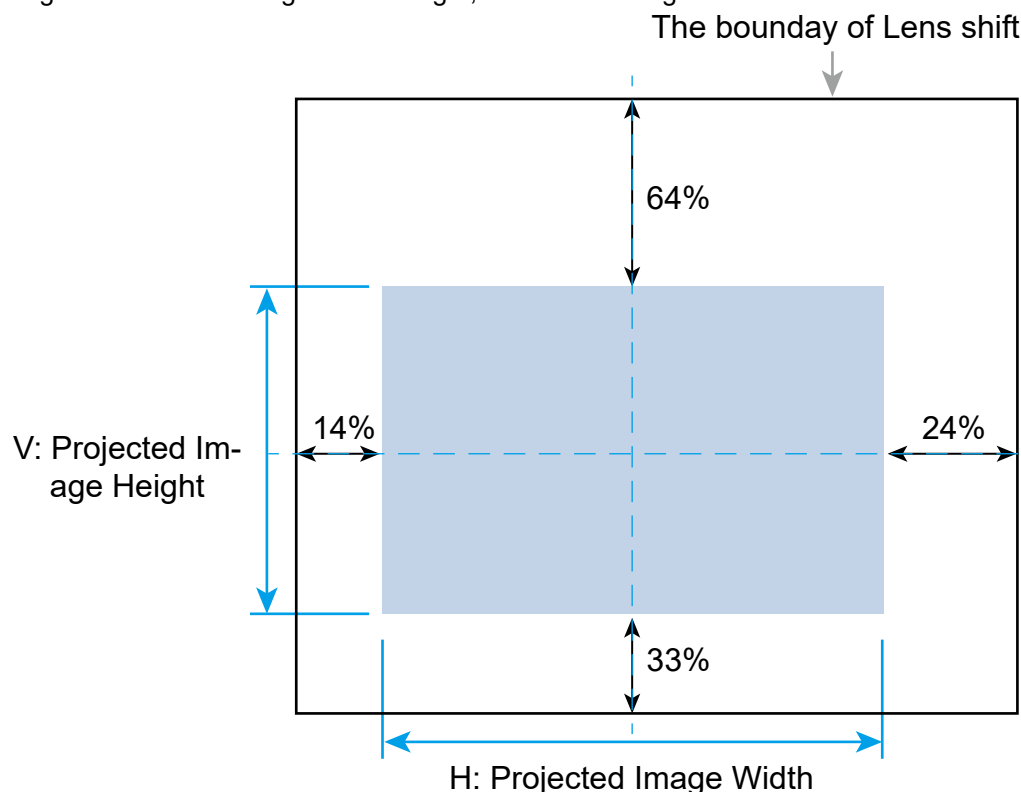 The bounday of Lens shift
64%
14%
24%
V: Projected Im-
age Height
33%
H: Projected Image Width